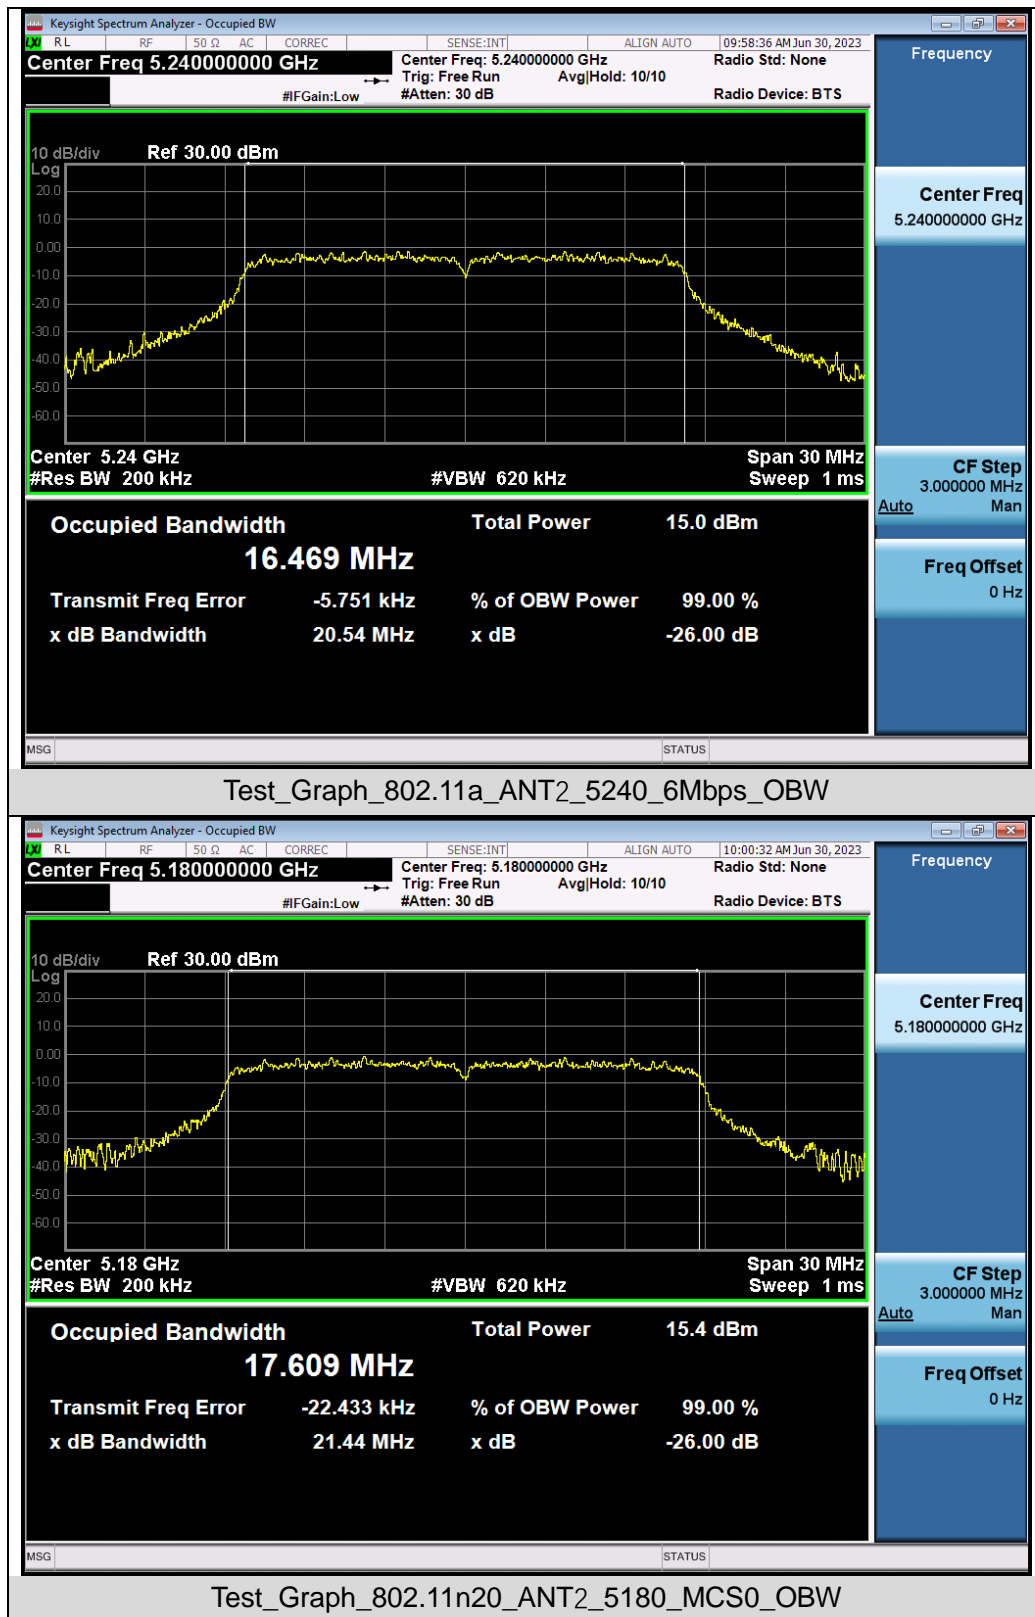 Keysight Spectrum Analyzer - Occupied BW
LXI RL RF 50 Ω AC CORREC SENSE:INT ALIGN AUTO 09:58:36 AM Jun 30, 2023
Center Freq 5.240000000 GHz Center Freq: 5.240000000 GHz Radio Std: None Frequency
Trig: Free Run Avg|Hold: 10/10
#IFGain:Low #Atten: 30 dB Radio Device: BTS
10 dB/div Ref 30.00 dBm
Log
20.0
10.0
0.00
-10.0
-20.0
-30.0
-40.0
-50.0
-60.0
Center Freq
5.240000000 GHz
Center 5.24 GHz Span 30 MHz
#Res BW 200 kHz #VBW 620 kHz Sweep 1 ms
CF Step
3.000000 MHz
Auto Man
Freq Offset
0 Hz
Occupied Bandwidth Total Power 15.0 dBm
16.469 MHz
Transmit Freq Error -5.751 kHz % of OBW Power 99.00 %
x dB Bandwidth 20.54 MHz x dB -26.00 dB
MSG STATUS
Test_Graph_802.11a_ANT2_5240_6Mbps_OBW
Keysight Spectrum Analyzer - Occupied BW
LXI RL RF 50 Ω AC CORREC SENSE:INT ALIGN AUTO 10:00:32 AM Jun 30, 2023
Center Freq 5.180000000 GHz Center Freq: 5.180000000 GHz Radio Std: None Frequency
Trig: Free Run Avg|Hold: 10/10
#IFGain:Low #Atten: 30 dB Radio Device: BTS
10 dB/div Ref 30.00 dBm
Log
20.0
10.0
0.00
-10.0
-20.0
-30.0
-40.0
-50.0
-60.0
Center Freq
5.180000000 GHz
Center 5.18 GHz Span 30 MHz
#Res BW 200 kHz #VBW 620 kHz Sweep 1 ms
CF Step
3.000000 MHz
Auto Man
Freq Offset
0 Hz
Occupied Bandwidth Total Power 15.4 dBm
17.609 MHz
Transmit Freq Error -22.433 kHz % of OBW Power 99.00 %
x dB Bandwidth 21.44 MHz x dB -26.00 dB
MSG STATUS
Test_Graph_802.11n20_ANT2_5180_MCS0_OBW